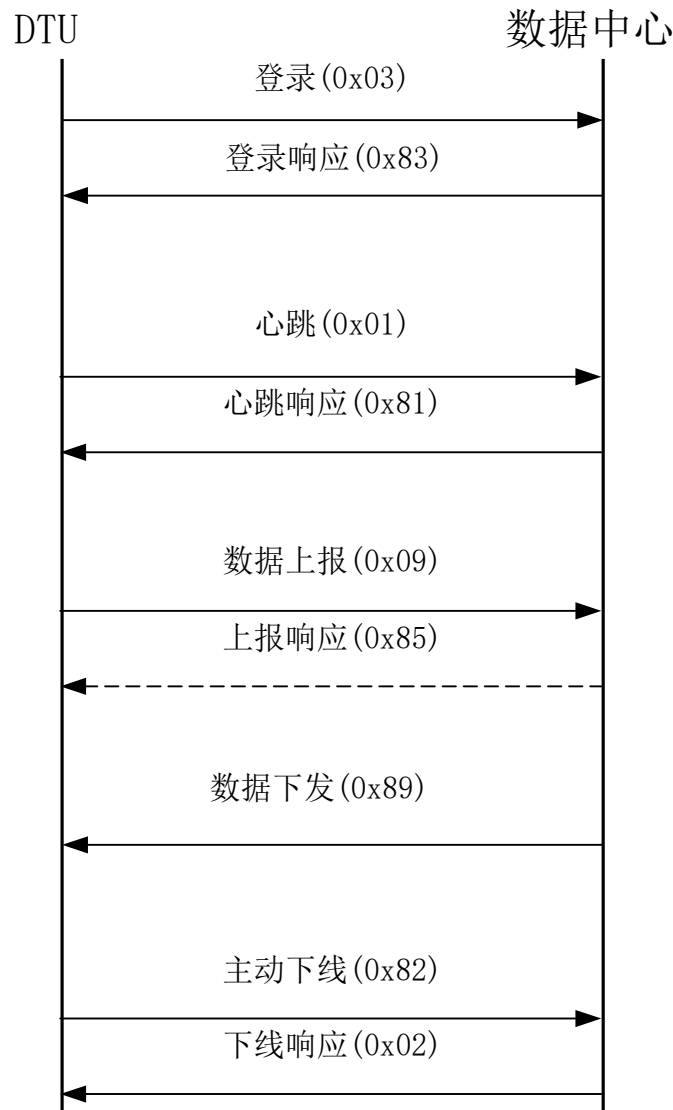 DTU 数据中心
登录(0x03)
登录响应(0x83)
心跳(0x01)
心跳响应(0x81)
数据上报(0x09)
上报响应(0x85)
数据下发(0x89)
主动下线(0x82)
下线响应(0x02)